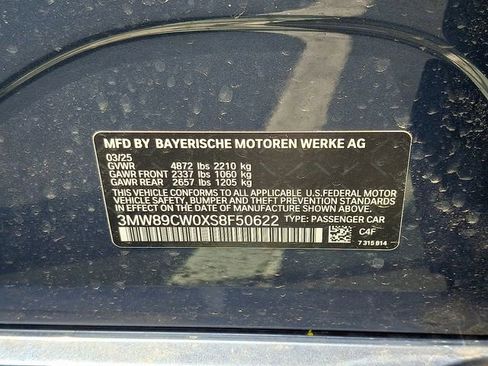 MFD BY BAYERISCHE MOTOREN WERKE AG
03/25
GVWR 4872 lbs 2210 kg
GAWR FRONT 2337 lbs 1060 kg
GAWR REAR 2657 lbs 1205 kg
THIS VEHICLE CONFORMS TO ALL APPLICABLE U.S.FEDERAL MOTOR
VEHICLE SAFETY, BUMPER AND THEFT PREVENTION STANDARDS
IN EFFECT ON THE DATE OF MANUFACTURE SHOWN ABOVE.
3MW89CW0XS8F50622 TYPE: PASSENGER CAR
C4F
7 315 814